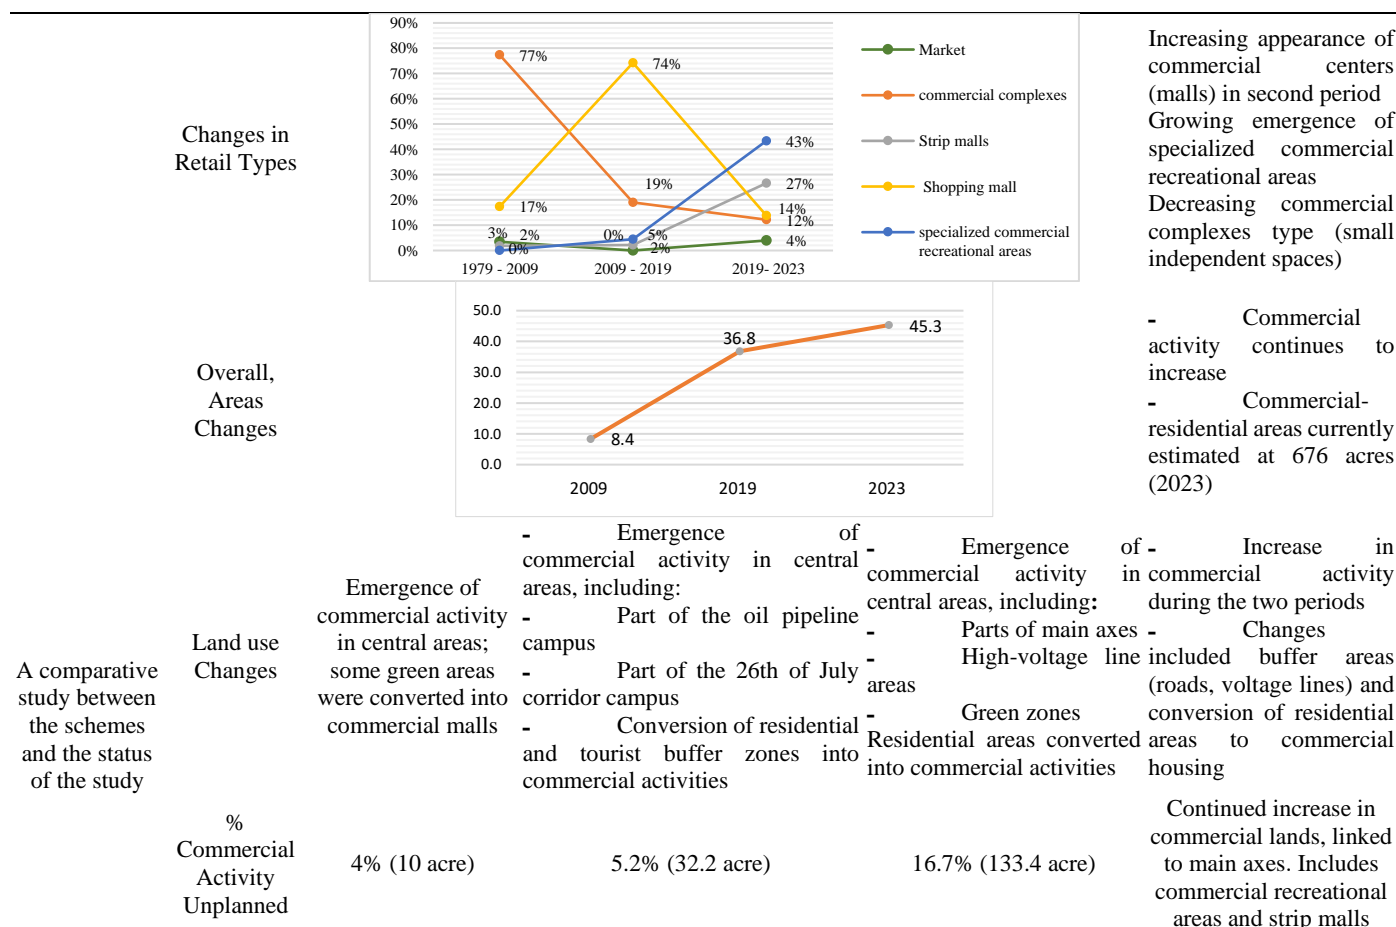 Changes in
Retail Types
90%
80%
70%
60%
50%
40%
30%
20%
10%
0%
77%
17%
3%
2%
0%
74%
19%
0%
5%
2%
43%
27%
14%
12%
4%
1979 - 2009
2009 - 2019
2019- 2023
Market
commercial complexes
Strip malls
Shopping mall
specialized commercial
recreational areas
Increasing appearance of
commercial centers
(malls) in second period
Growing emergence of
specialized commercial
recreational areas
Decreasing commercial
complexes type (small
independent spaces)
Overall,
Areas
Changes
50.0
40.0
30.0
20.0
10.0
0.0
8.4
36.8
45.3
2009
2019
2023
- Commercial
activity continues to
increase
- Commercial-
residential areas currently
estimated at 676 acres
(2023)
A comparative
study between
the schemes
and the status
of the study
Land use
Changes
Emergence of
commercial activity
in central areas;
some green areas
were converted into
commercial malls
- Emergence of
commercial activity in central
areas, including:
- Part of the oil pipeline
campus
- Part of the 26th of July
corridor campus
- Conversion of residential
and tourist buffer zones into
commercial activities
- Emergence of
commercial activity in
central areas, including:
- Parts of main axes
- High-voltage line
areas
- Green zones
Residential areas converted
into commercial activities
- Increase in
commercial activity
during the two periods
- Changes
included buffer areas
(roads, voltage lines) and
conversion of residential
areas to commercial
housing
%
Commercial
Activity
Unplanned
4% (10 acre)
5.2% (32.2 acre)
16.7% (133.4 acre)
Continued increase in
commercial lands, linked
to main axes. Includes
commercial recreational
areas and strip malls